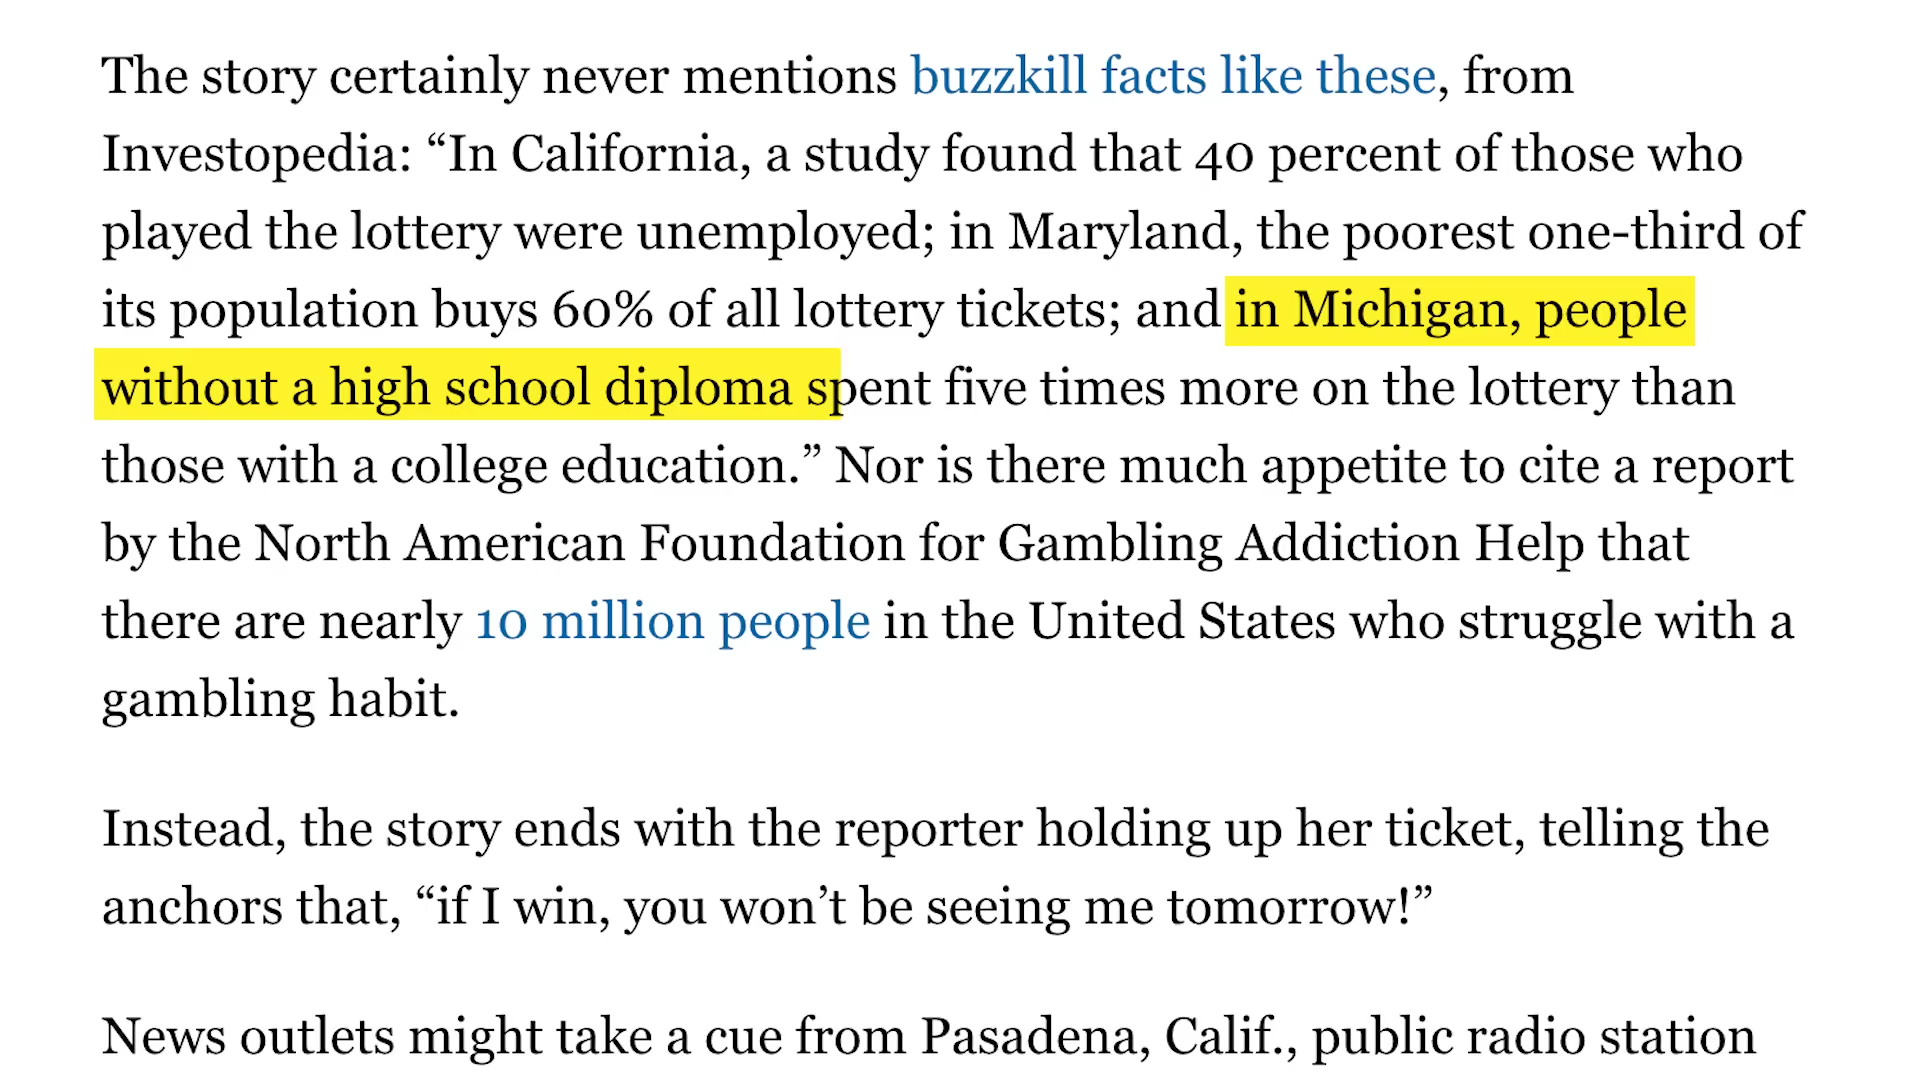 The story certainly never mentions buzzkill facts like these, from
Investopedia: “In California, a study found that 40 percent of those who
played the lottery were unemployed; in Maryland, the poorest one-third of
its population buys 60% of all lottery tickets; and in Michigan, people
without a high school diploma spent five times more on the lottery than
those with a college education.” Nor is there much appetite to cite a report
by the North American Foundation for Gambling Addiction Help that
there are nearly 10 million people in the United States who struggle with a
gambling habit.
Instead, the story ends with the reporter holding up her ticket, telling the
anchors that, “if I win, you won’t be seeing me tomorrow!”
News outlets might take a cue from Pasadena, Calif., public radio station